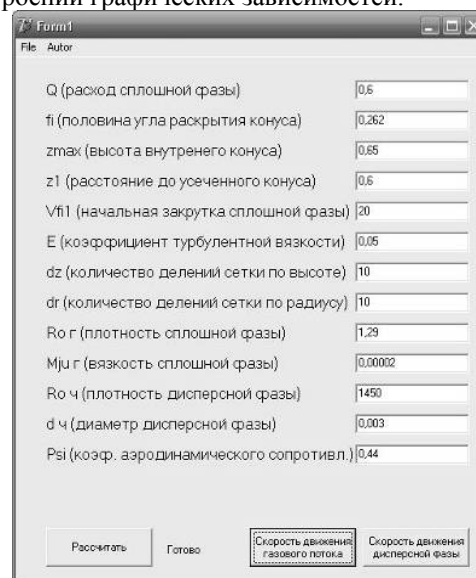 роении графических зависимостей.
Form1
File Autor
Q (расход сплошной фазы) 0,6
fi (половина угла раскрытия конуса) 0,262
zmax (высота внутренего конуса) 0,65
z1 (расстояние до усеченного конуса) 0,6
Vfi1 (начальная закрутка сплошной фазы) 20
E (коэффициент турбулентной вязкости) 0,05
dz (количество делений сетки по высоте) 10
dr (количество делений сетки по радиусу) 10
Ro г (плотность сплошной фазы) 1,29
Mju г (вязкость сплошной фазы) 0,00002
Ro ч (плотность дисперсной фазы) 1450
d ч (диаметр дисперсной фазы) 0,003
Psi (коэф. аэродинамического сопротивл.) 0,44
Рассчитать Готово
Скорость движения
газового потока
Скорость движения
дисперсной фазы